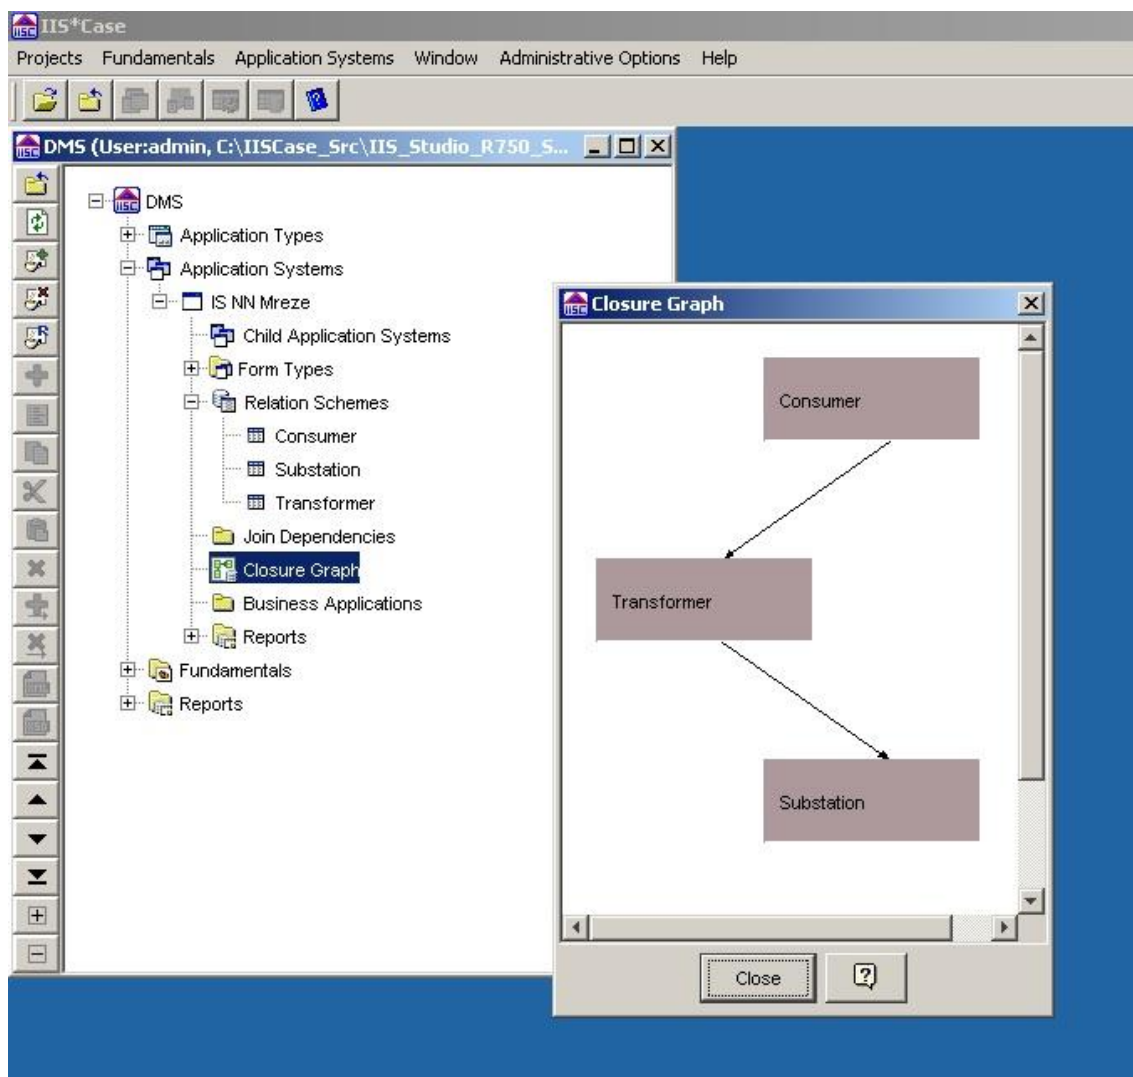 IIS*Case
Projects Fundamentals Application Systems Window Administrative Options Help
DMS (User:admin, C:\IISCase_Src\IIS_Studio_R750_S...
DMS
Application Types
Application Systems
IS NN Mreze
Child Application Systems
Form Types
Relation Schemes
Consumer
Substation
Transformer
Join Dependencies
Closure Graph
Business Applications
Reports
Fundamentals
Reports
Closure Graph
Consumer
Transformer
Substation
Close